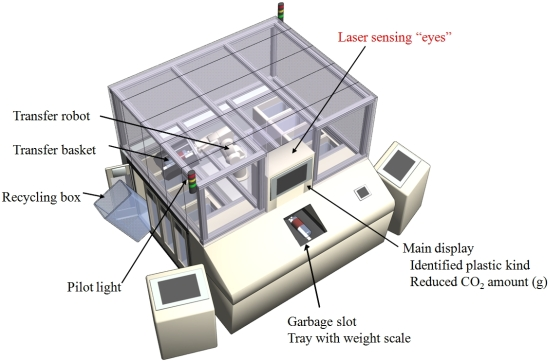 Laser sensing “eyes”
Transfer robot
Transfer basket
Recycling box
Pilot light
Main display
Identified plastic kind
Reduced CO₂ amount (g)
Garbage slot
Tray with weight scale